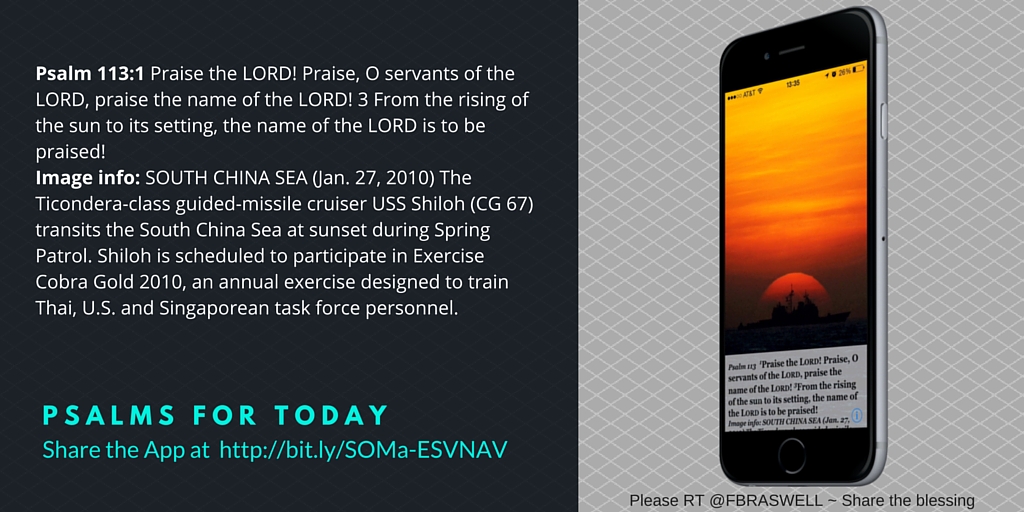 Psalm 113:1 Praise the LORD! Praise, O servants of the
LORD, praise the name of the LORD! 3 From the rising of
the sun to its setting, the name of the LORD is to be
praised!
Image info: SOUTH CHINA SEA (Jan. 27, 2010) The
Ticondera-class guided-missile cruiser USS Shiloh (CG 67)
transits the South China Sea at sunset during Spring
Patrol. Shiloh is scheduled to participate in Exercise
Cobra Gold 2010, an annual exercise designed to train
Thai, U.S. and Singaporean task force personnel.
PSALMS FOR TODAY
Share the App at http://bit.ly/SOMa-ESVNAV
AT&T 13:35 26%
Psalm 113 1Praise the LORD! Praise, O
servants of the LORD, praise the
name of the LORD! 3From the rising
of the sun to its setting, the name of
the LORD is to be praised!
Image info: SOUTH CHINA SEA (Jan. 27,
Please RT @FBRASWELL ~ Share the blessing